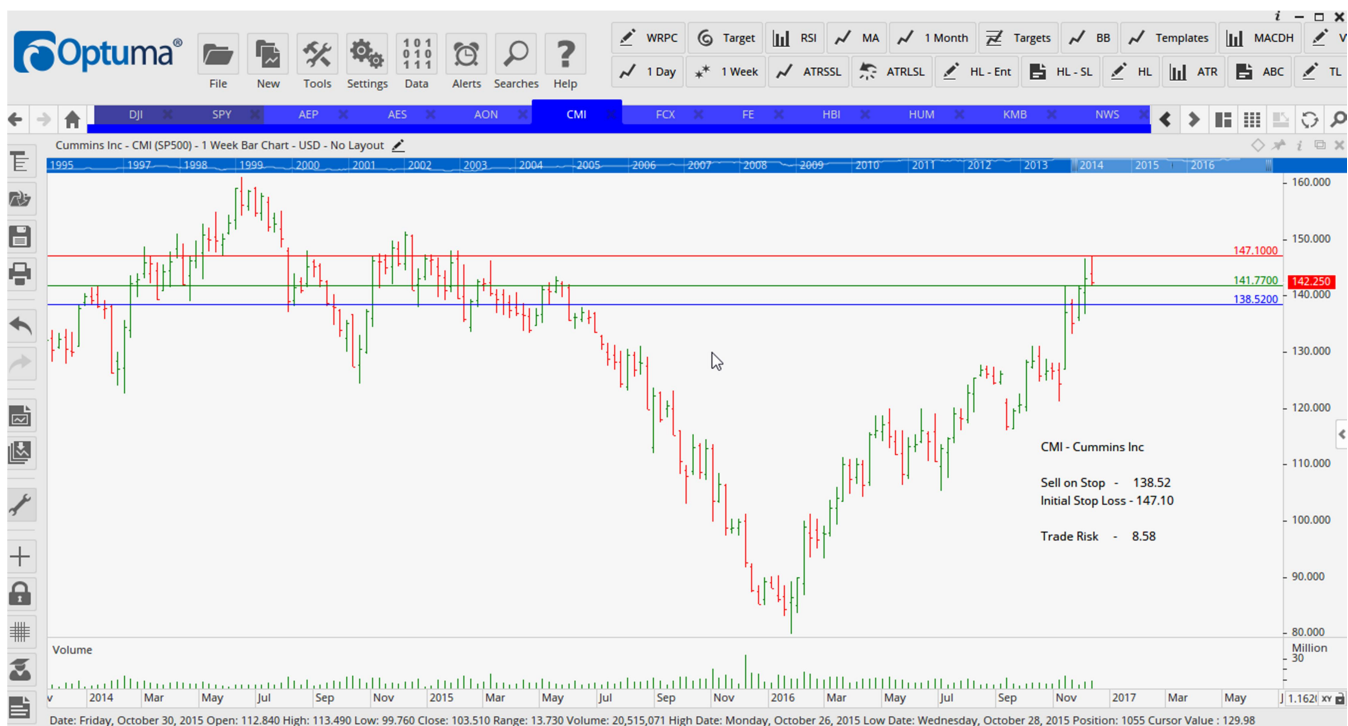 Optuma®
File
New
Tools
Settings
Data
Alerts
Searches
Help
WRPC
Target
RSI
MA
1 Month
Targets
BB
Templates
MACDH
1 Day
1 Week
ATRSSL
ATRLSL
HL - Ent
HL - SL
HL
ATR
ABC
TL
DJI
SPY
AEP
AES
AON
CMI
FCX
FE
HBI
HUM
KMB
NWS
Cummins Inc - CMI (SP500) - 1 Week Bar Chart - USD - No Layout
1995 1997 1998 1999 2000 2001 2002 2003 2004 2005 2006 2007 2008 2009 2010 2011 2012 2013 2014 2015 2016
160.000
150.000
147.1000
141.7700
142.250
140.000
138.5200
130.000
120.000
110.000
100.000
90.000
80.000
CMI - Cummins Inc
Sell on Stop - 138.52
Initial Stop Loss - 147.10
Trade Risk - 8.58
Volume
Million
30
2014 Mar May Jul Sep Nov 2015 Mar May Jul Sep Nov 2016 Mar May Jul Sep Nov 2017 Mar May
XY
Date: Friday, October 30, 2015 Open: 112.840 High: 113.490 Low: 99.760 Close: 103.510 Range: 13.730 Volume: 20,515,071 High Date: Monday, October 26, 2015 Low Date: Wednesday, October 28, 2015 Position: 1055 Cursor Value : 129.98